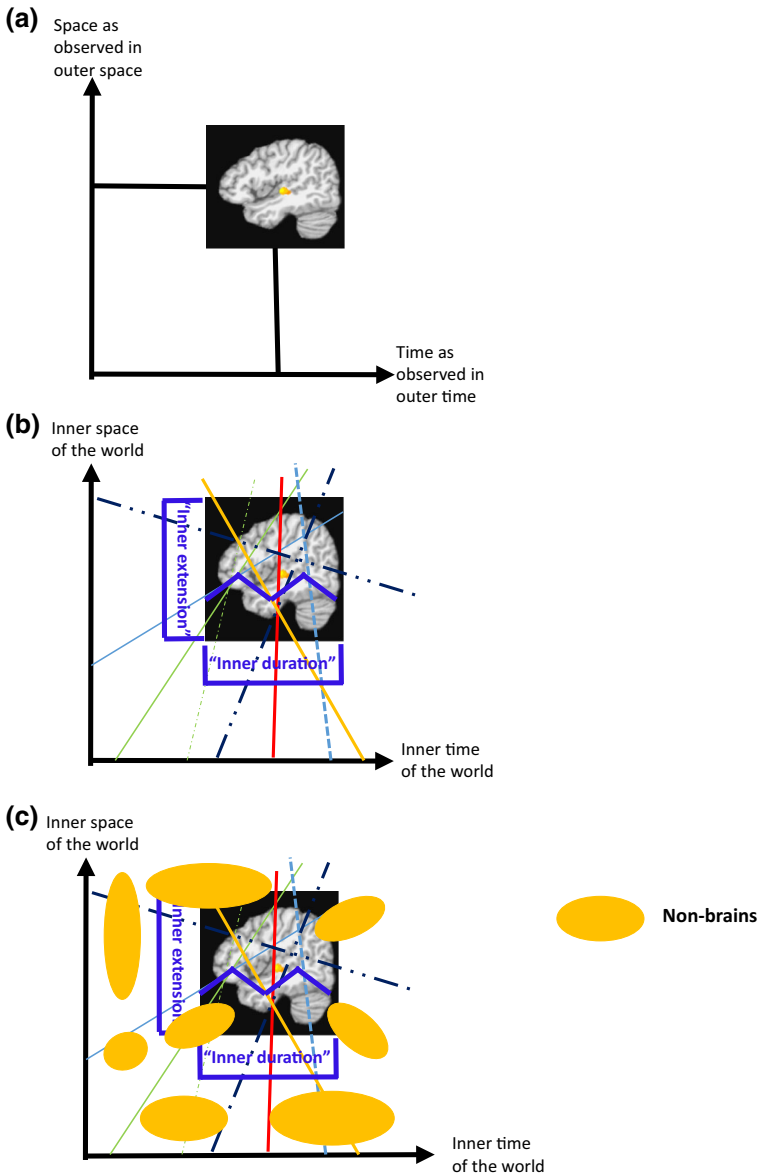 (a)
Space as
observed in
outer space
Time as
observed in
outer time
(b)
Inner space
of the world
“Inner extension”
“Inner duration”
Inner time
of the world
(c)
Inner space
of the world
“Inner extension”
Non-brains
“Inner duration”
Inner time
of the world